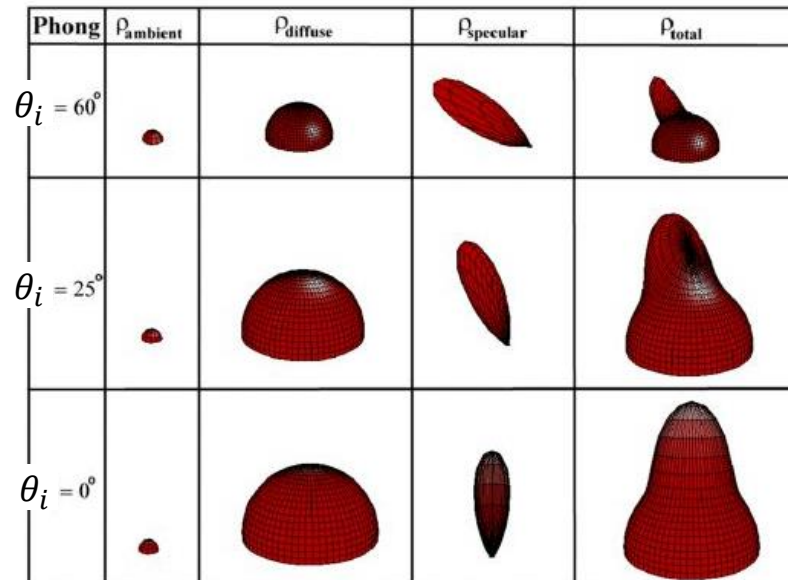 Phong ρambient ρdiffuse ρspecular ρtotal
θi = 60°
θi = 25°
θi = 0°